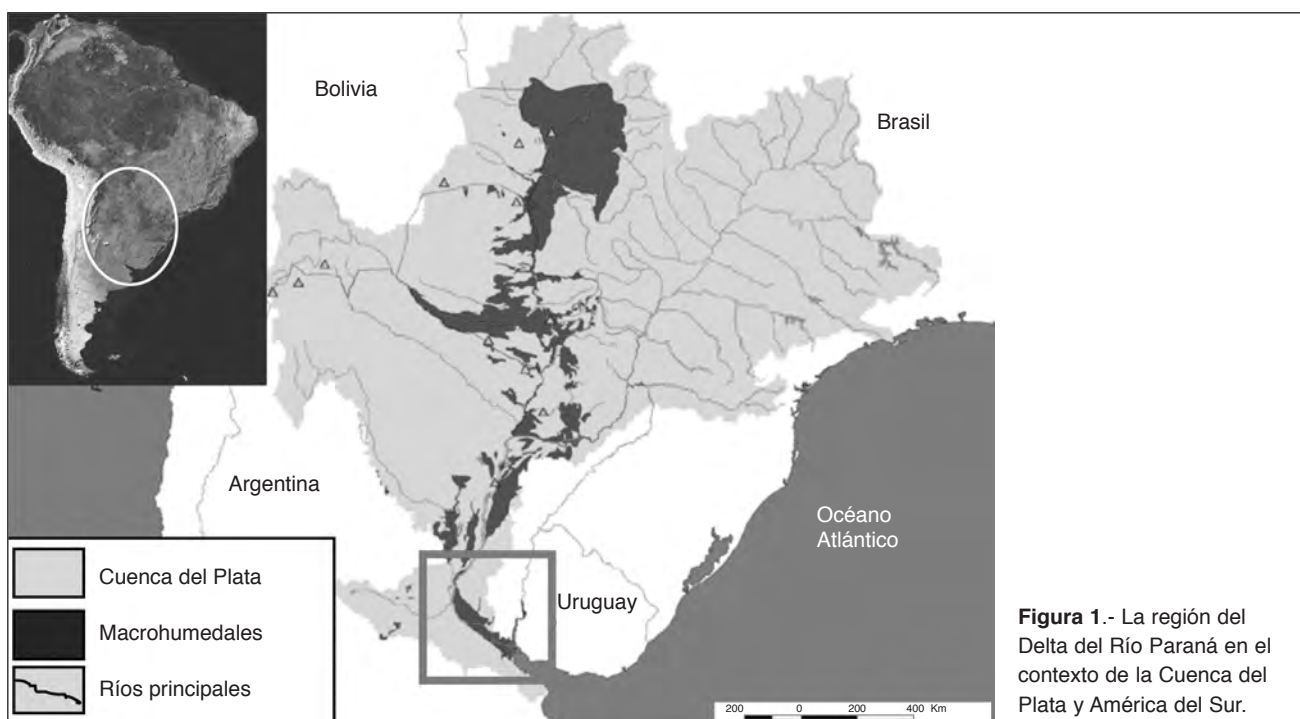 Bolivia
Brasil
Argentina
Océano
Atlántico
Uruguay
Cuenca del Plata
Macrohumedales
Ríos principales
200 0 200 400 Km
Figura 1.- La región del
Delta del Río Paraná en el
contexto de la Cuenca del
Plata y América del Sur.